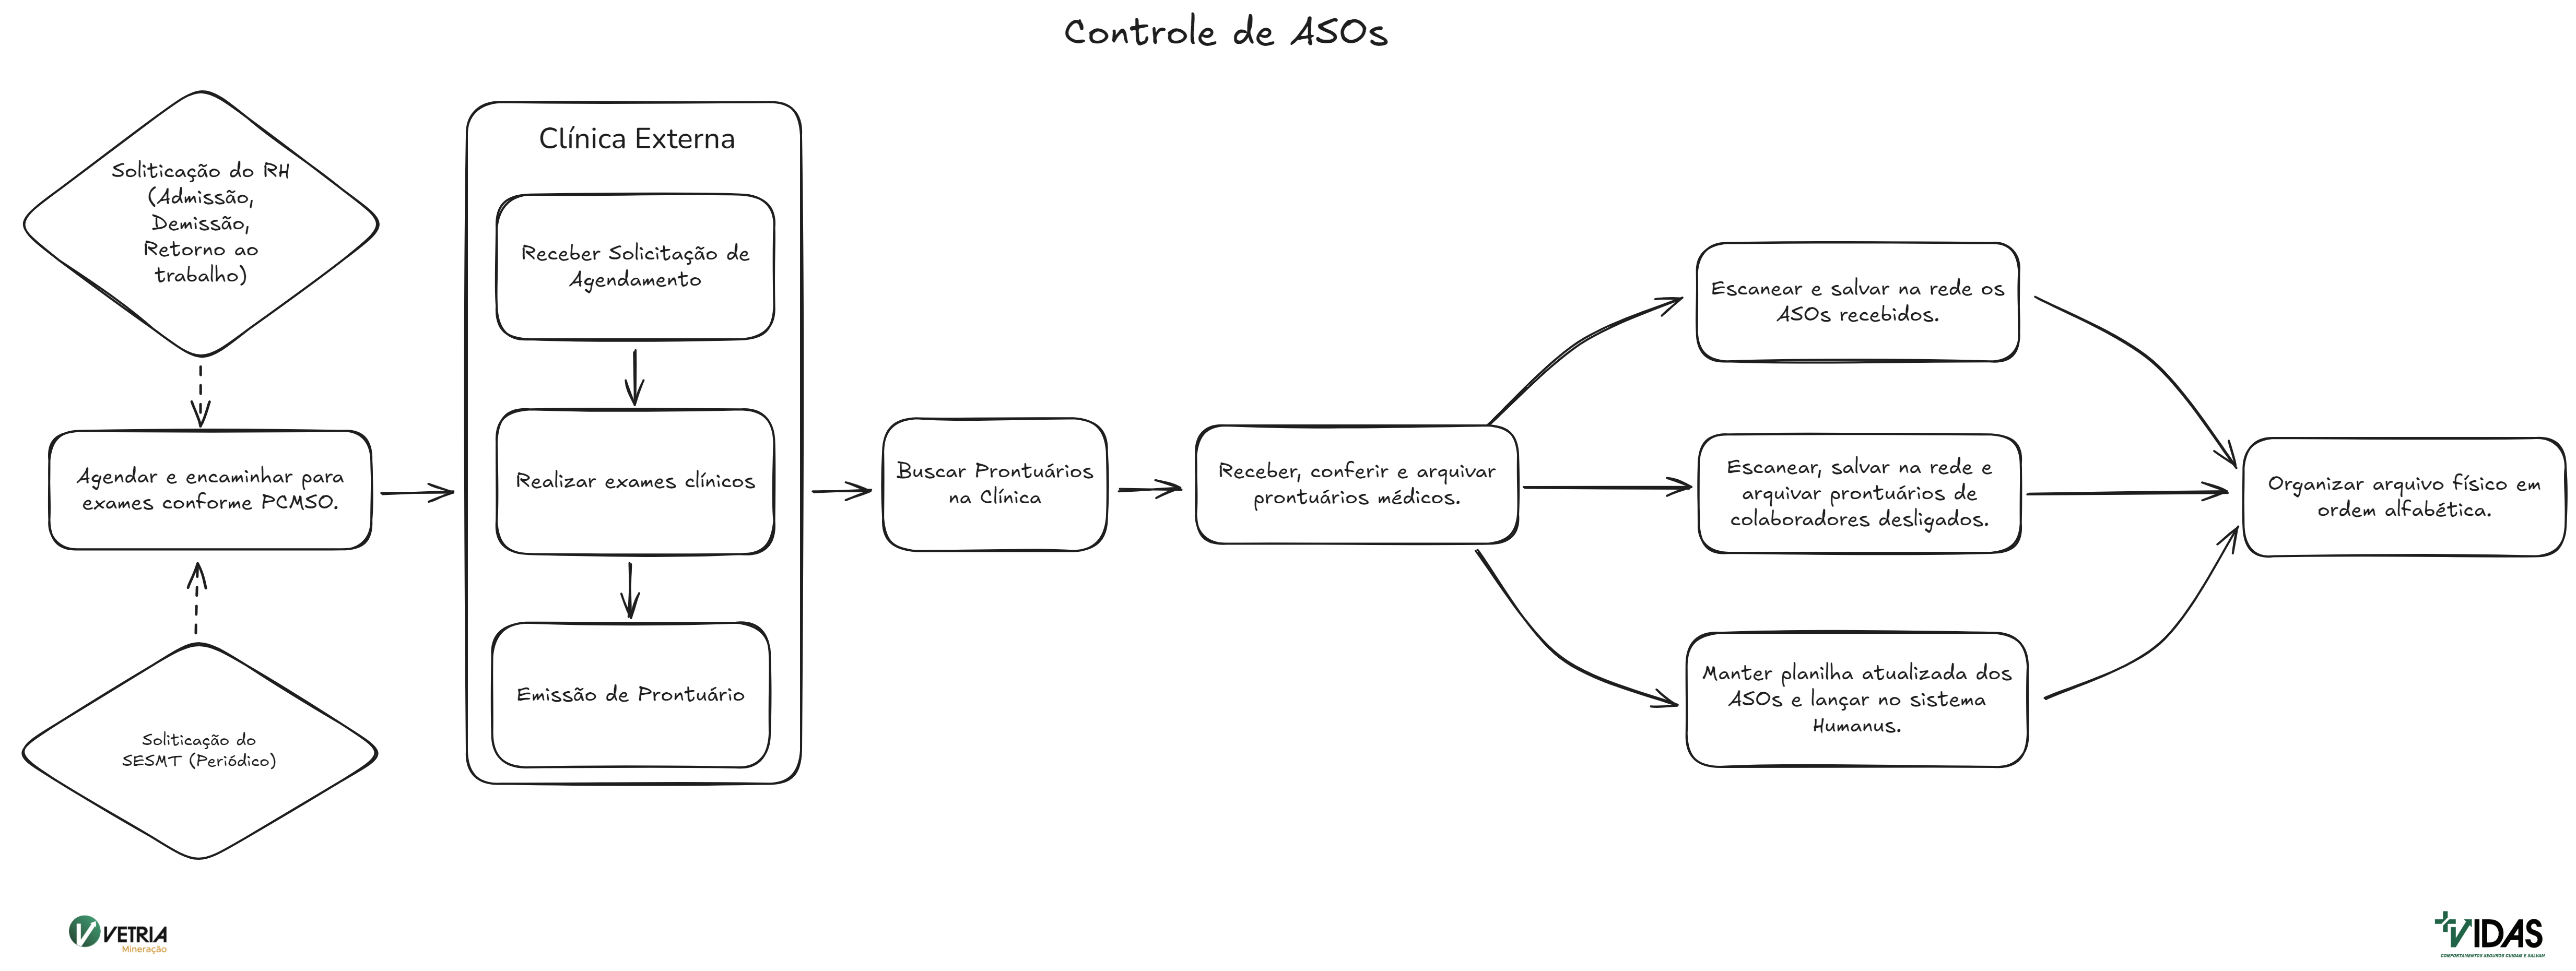 Controle de ASOs
Soliticação do RH
(Admissão,
Demissão,
Retorno ao
trabalho)
Agendar e encaminhar para
exames conforme PCMSO.
Soliticação do
SESMT (Periódico)
Clínica Externa
Receber Solicitação de
Agendamento
Realizar exames clínicos
Emissão de Prontuário
Buscar Prontuários
na Clínica
Receber, conferir e arquivar
prontuários médicos.
Escanear e salvar na rede os
ASOs recebidos.
Escanear, salvar na rede e
arquivar prontuários de
colaboradores desligados.
Manter planilha atualizada dos
ASOs e lançar no sistema
Humanus.
Organizar arquivo físico em
ordem alfabética.
VETRIA
Mineração
VIDAS
COMPORTAMENTOS SEGUROS CUIDAM E SALVAM